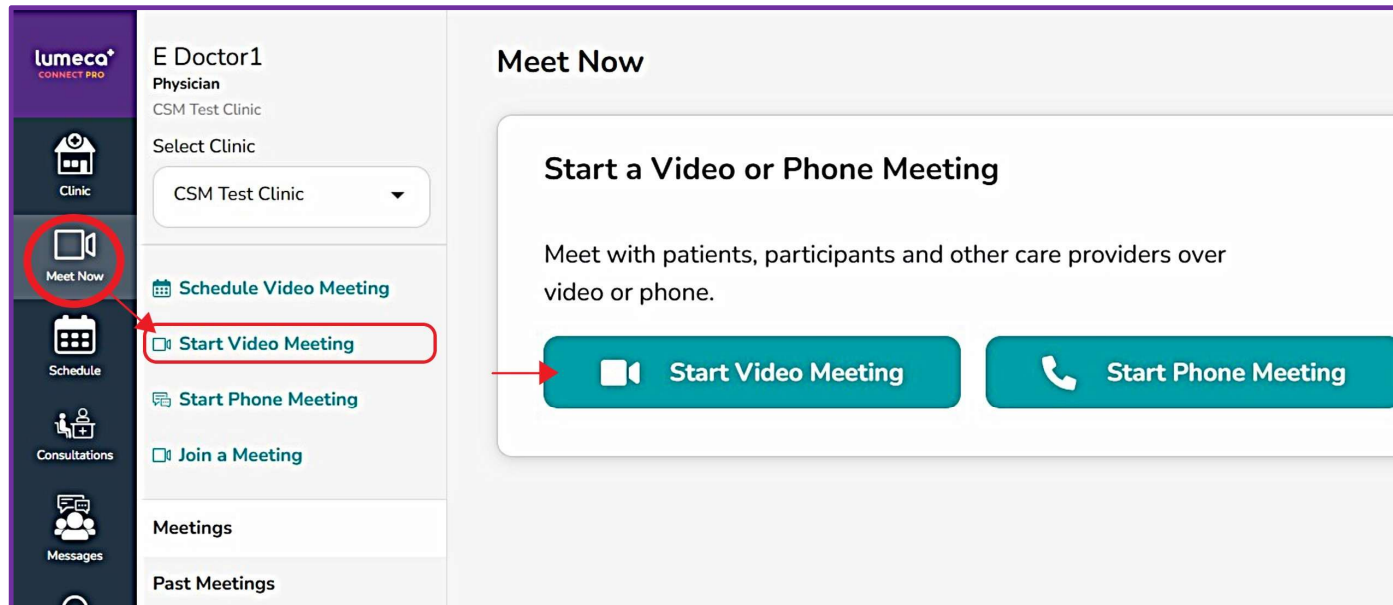 lumeca+
CONNECT PRO
Clinic
Meet Now
Schedule
Consultations
Messages
E Doctor1
Physician
CSM Test Clinic
Select Clinic
CSM Test Clinic
Schedule Video Meeting
Start Video Meeting
Start Phone Meeting
Join a Meeting
Meetings
Past Meetings
Meet Now
Start a Video or Phone Meeting
Meet with patients, participants and other care providers over
video or phone.
Start Video Meeting
Start Phone Meeting